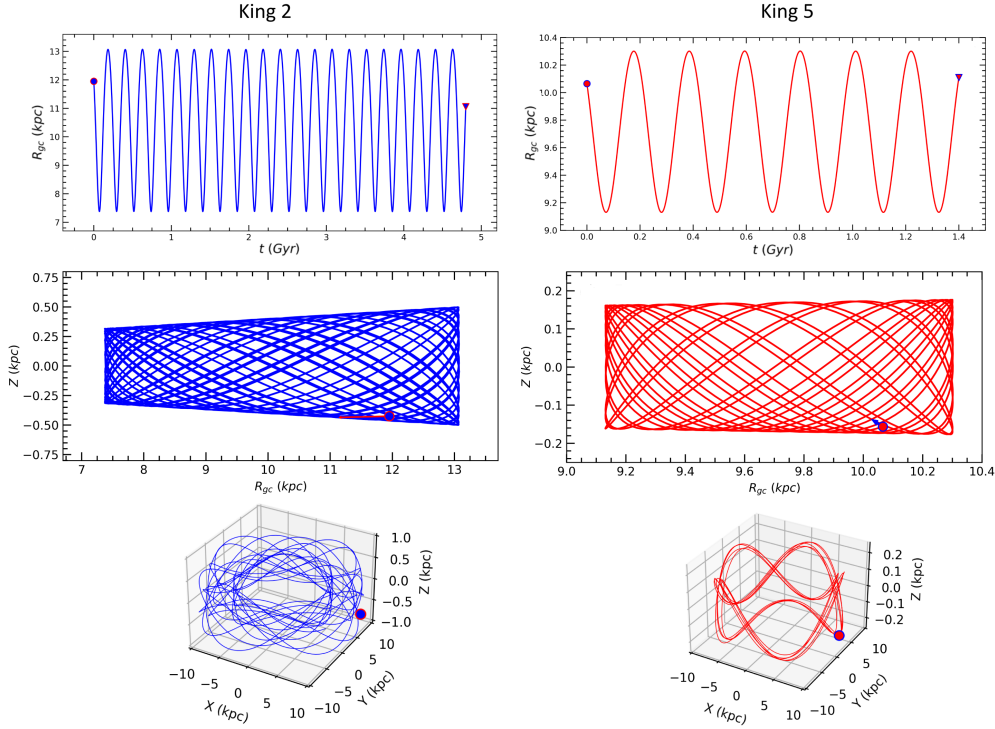 King 2 King 5
13
12
11
10
9
8
7
R_gc (kpc)
0 1 2 3 4 5
t (Gyr)
10.4
10.2
10.0
9.8
9.6
9.4
9.2
9.0
R_gc (kpc)
0.0 0.2 0.4 0.6 0.8 1.0 1.2 1.4
t (Gyr)
0.75
0.50
0.25
0.00
−0.25
−0.50
−0.75
Z (kpc)
7 8 9 10 11 12 13
R_gc (kpc)
0.2
0.1
0.0
−0.1
−0.2
Z (kpc)
9.0 9.2 9.4 9.6 9.8 10.0 10.2 10.4
R_gc (kpc)
1.0
0.5
0.0
−0.5
−1.0
Z (kpc)
−10 −5 0 5 10
X (kpc)
−10 −5 0 5 10
Y (kpc)
0.2
0.1
0.0
−0.1
−0.2
Z (kpc)
−10 −5 0 5 10
X (kpc)
−10 −5 0 5 10
Y (kpc)